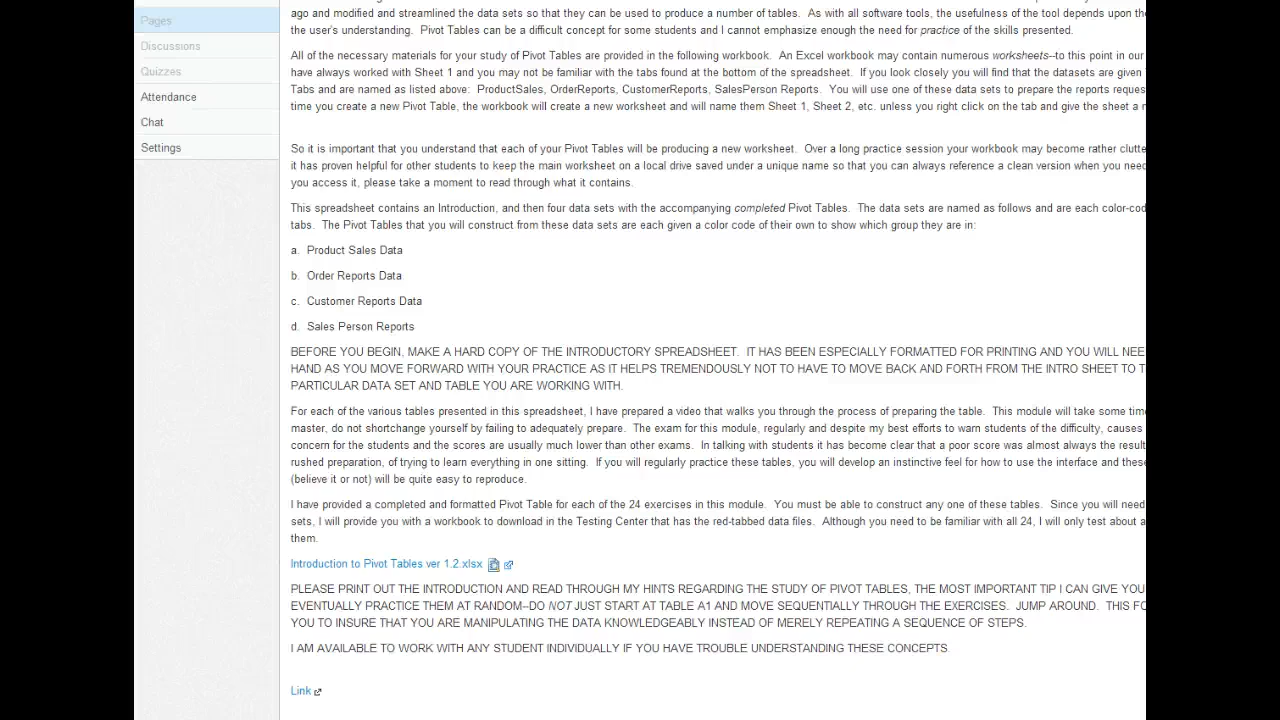 Pages
Discussions
Quizzes
Attendance
Chat
Settings
ago and modified and streamlined the data sets so that they can be used to produce a number of tables.  As with all software tools, the usefulness of the tool depends upon the
the user's understanding.  Pivot Tables can be a difficult concept for some students and I cannot emphasize enough the need for practice of the skills presented.
All of the necessary materials for your study of Pivot Tables are provided in the following workbook.  An Excel workbook may contain numerous worksheets--to this point in our
have always worked with Sheet 1 and you may not be familiar with the tabs found at the bottom of the spreadsheet.  If you look closely you will find that the datasets are given
Tabs and are named as listed above:  ProductSales, OrderReports, CustomerReports, SalesPerson Reports.  You will use one of these data sets to prepare the reports reques
time you create a new Pivot Table, the workbook will create a new worksheet and will name them Sheet 1, Sheet 2, etc. unless you right click on the tab and give the sheet a
So it is important that you understand that each of your Pivot Tables will be producing a new worksheet.  Over a long practice session your workbook may become rather clutte
it has proven helpful for other students to keep the main worksheet on a local drive saved under a unique name so that you can always reference a clean version when you need
you access it, please take a moment to read through what it contains.
This spreadsheet contains an Introduction, and then four data sets with the accompanying completed Pivot Tables.  The data sets are named as follows and are each color-cod
tabs.  The Pivot Tables that you will construct from these data sets are each given a color code of their own to show which group they are in:
a.  Product Sales Data
b.  Order Reports Data
c.  Customer Reports Data
d.  Sales Person Reports
BEFORE YOU BEGIN, MAKE A HARD COPY OF THE INTRODUCTORY SPREADSHEET.  IT HAS BEEN ESPECIALLY FORMATTED FOR PRINTING AND YOU WILL NEE
HAND AS YOU MOVE FORWARD WITH YOUR PRACTICE AS IT HELPS TREMENDOUSLY NOT TO HAVE TO MOVE BACK AND FORTH FROM THE INTRO SHEET TO T
PARTICULAR DATA SET AND TABLE YOU ARE WORKING WITH.
For each of the various tables presented in this spreadsheet, I have prepared a video that walks you through the process of preparing the table.  This module will take some time
master, do not shortchange yourself by failing to adequately prepare.  The exam for this module, regularly and despite my best efforts to warn students of the difficulty, causes
concern for the students and the scores are usually much lower than other exams.  In talking with students it has become clear that a poor score was almost always the result
rushed preparation, of trying to learn everything in one sitting.  If you will regularly practice these tables, you will develop an instinctive feel for how to use the interface and these
(believe it or not) will be quite easy to reproduce.
I have provided a completed and formatted Pivot Table for each of the 24 exercises in this module.  You must be able to construct any one of these tables.  Since you will need
sets, I will provide you with a workbook to download in the Testing Center that has the red-tabbed data files.  Although you need to be familiar with all 24, I will only test about a
them.
Introduction to Pivot Tables ver 1.2.xlsx
PLEASE PRINT OUT THE INTRODUCTION AND READ THROUGH MY HINTS REGARDING THE STUDY OF PIVOT TABLES, THE MOST IMPORTANT TIP I CAN GIVE YOU
EVENTUALLY PRACTICE THEM AT RANDOM--DO NOT JUST START AT TABLE A1 AND MOVE SEQUENTIALLY THROUGH THE EXERCISES.  JUMP AROUND.  THIS FO
YOU TO INSURE THAT YOU ARE MANIPULATING THE DATA KNOWLEDGEABLY INSTEAD OF MERELY REPEATING A SEQUENCE OF STEPS.
I AM AVAILABLE TO WORK WITH ANY STUDENT INDIVIDUALLY IF YOU HAVE TROUBLE UNDERSTANDING THESE CONCEPTS.
Link